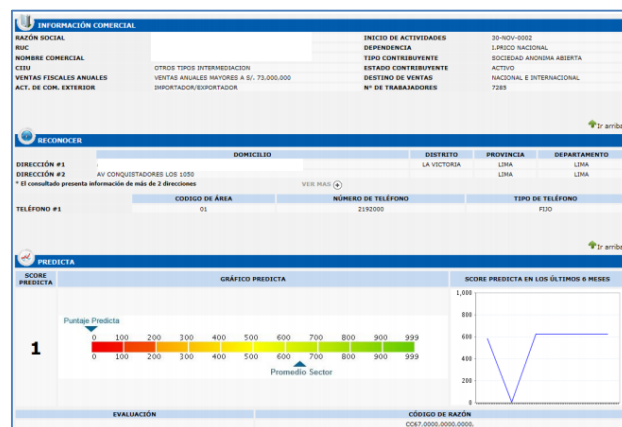 INFORMACIÓN COMERCIAL
RAZÓN SOCIAL INICIO DE ACTIVIDADES 30-NOV-0002
RUC DEPENDENCIA I.PRICO NACIONAL
NOMBRE COMERCIAL TIPO CONTRIBUYENTE SOCIEDAD ANONIMA ABIERTA
CIIU OTROS TIPOS INTERMEDIACION ESTADO CONTRIBUYENTE ACTIVO
VENTAS FISCALES ANUALES VENTAS ANUALES MAYORES A S/. 73.000.000 DESTINO DE VENTAS NACIONAL E INTERNACIONAL
ACT. DE COM. EXTERIOR IMPORTADOR/EXPORTADOR N° DE TRABAJADORES 7285
Ir arriba
RECONOCER
DOMICILIO DISTRITO PROVINCIA DEPARTAMENTO
DIRECCIÓN #1 LA VICTORIA LIMA LIMA
DIRECCIÓN #2 AV CONQUISTADORES LOS 1050 LIMA LIMA
* El consultado presenta información de más de 2 direcciones VER MAS
CODIGO DE ÁREA NÚMERO DE TELÉFONO TIPO DE TELÉFONO
TELÉFONO #1 01 2192000 FIJO
Ir arriba
PREDICTA
SCORE PREDICTA GRÁFICO PREDICTA SCORE PREDICTA EN LOS ÚLTIMOS 6 MESES
1
Puntaje Predicta
0 100 200 300 400 500 600 700 800 900 999
0 100 200 300 400 500 600 700 800 900 999
Promedio Sector
1,000
800
600
400
200
0
EVALUACIÓN CÓDIGO DE RAZÓN
CC67.0000.0000.0000.